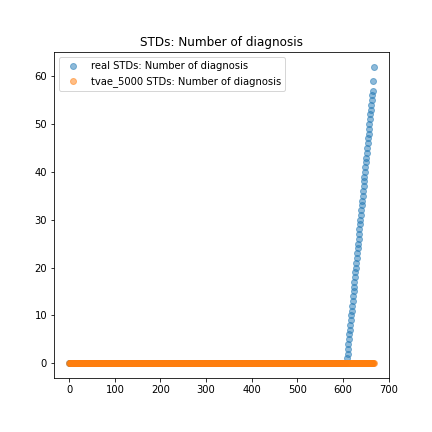 STDs: Number of diagnosis
real STDs: Number of diagnosis
tvae_5000 STDs: Number of diagnosis
60
50
40
30
20
10
0
0 100 200 300 400 500 600 700